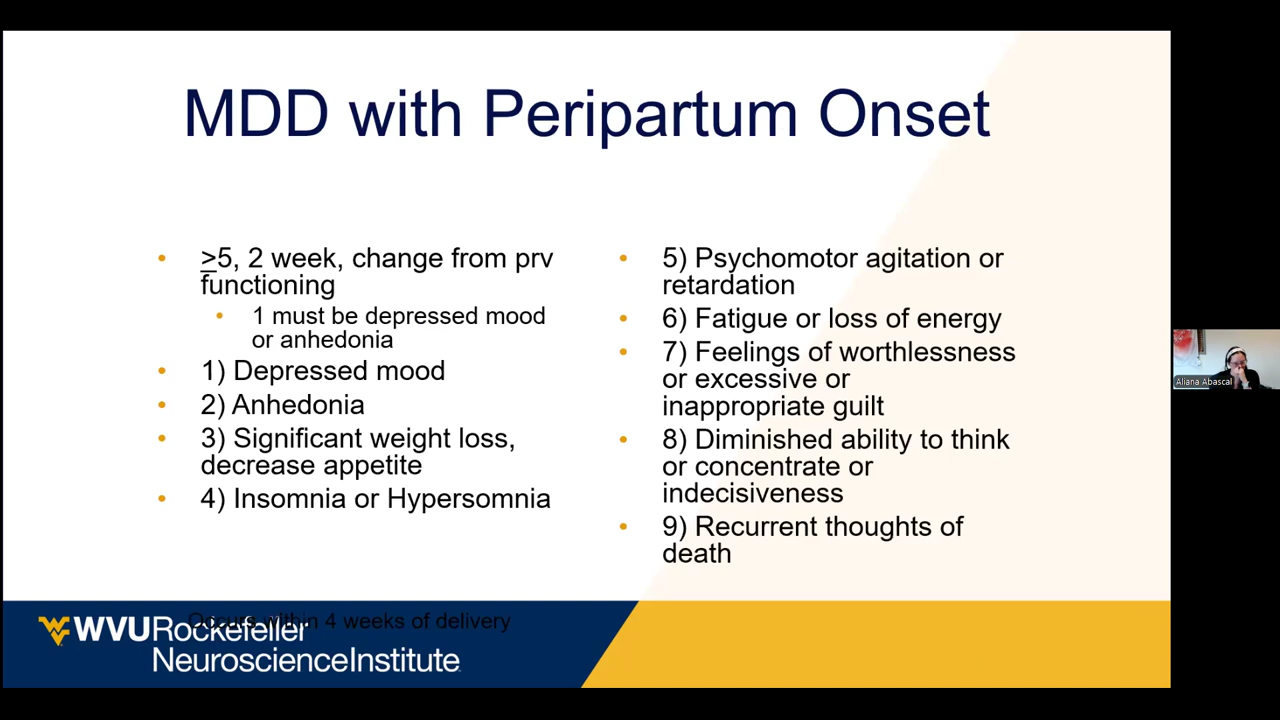 MDD with Peripartum Onset
>5, 2 week, change from prv
functioning
1 must be depressed mood
or anhedonia
1) Depressed mood
2) Anhedonia
3) Significant weight loss,
decrease appetite
4) Insomnia or Hypersomnia
5) Psychomotor agitation or
retardation
6) Fatigue or loss of energy
7) Feelings of worthlessness
or excessive or
inappropriate guilt
8) Diminished ability to think
or concentrate or
indecisiveness
9) Recurrent thoughts of
death
Occurs within 4 weeks of delivery
WVU Rockefeller
NeuroscienceInstitute
Aliana Abascal